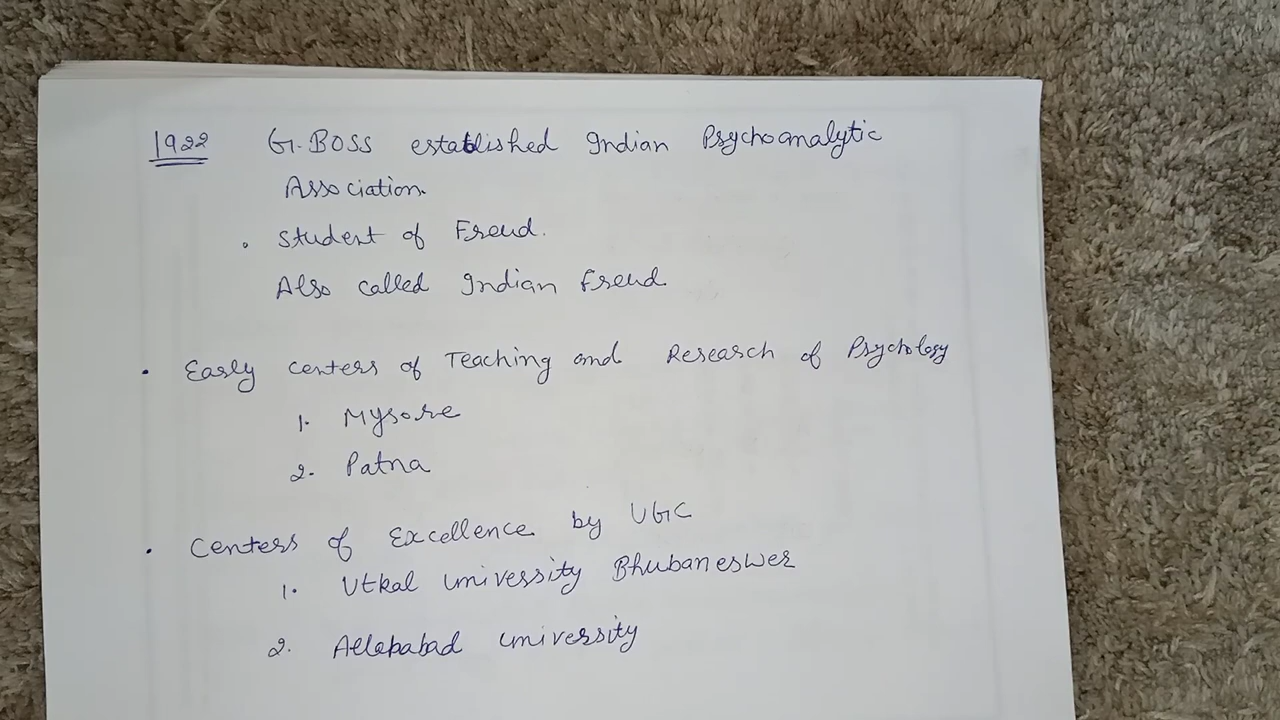 1922 G.BOSS established Indian Psychoanalytic
Association.
. Student of Freud.
Also called Indian Freud.
. Early centers of Teaching and Research of Psychology
1. Mysore
2. Patna
. Centers of Excellence by UGC
1. Utkal University Bhubaneswer
2. Allahabad University